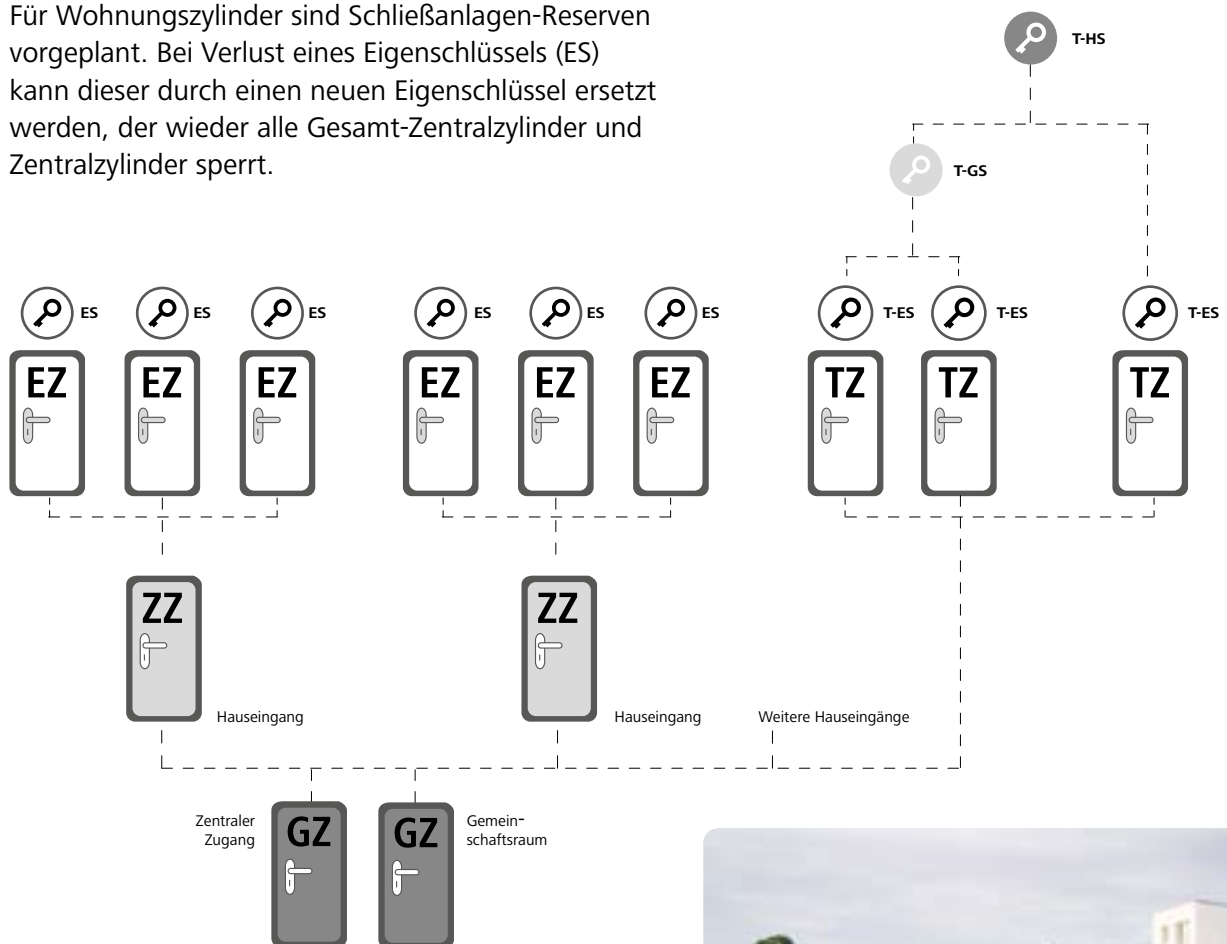 Für Wohnungszylinder sind Schließanlagen-Reserven
vorgeplant. Bei Verlust eines Eigenschlüssels (ES)
kann dieser durch einen neuen Eigenschlüssel ersetzt
werden, der wieder alle Gesamt-Zentralzylinder und
Zentralzylinder sperrt.
T-HS
T-GS
ES ES ES ES ES ES T-ES T-ES T-ES
EZ EZ EZ EZ EZ EZ TZ TZ TZ
ZZ ZZ
Hauseingang Hauseingang Weitere Hauseingänge
Zentraler
Zugang
GZ GZ
Gemein-
schaftsraum